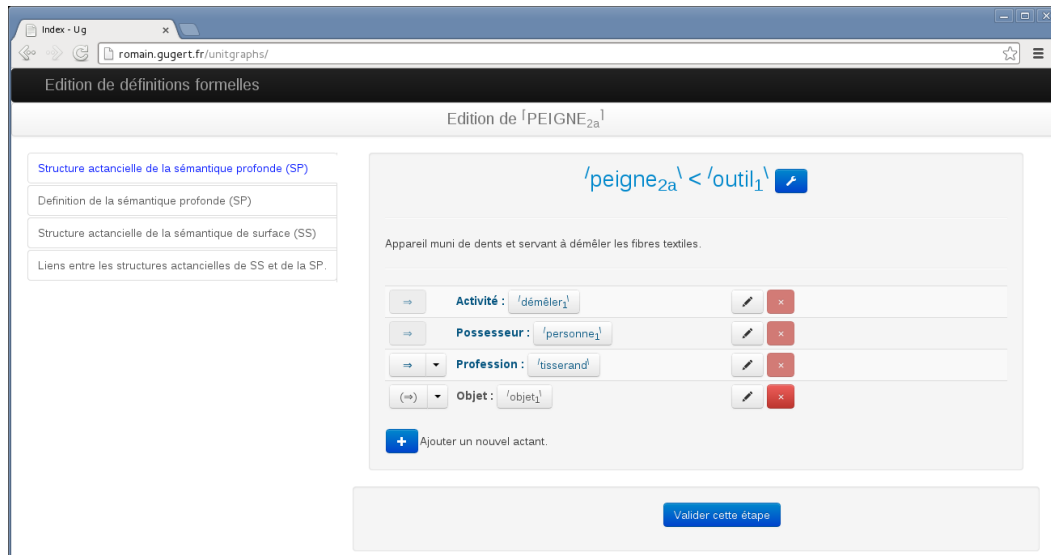 Index - Ug
romain.gugert.fr/unitgraphs/
Edition de définitions formelles
Edition de ⌈PEIGNE2a⌉
Structure actancielle de la sémantique profonde (SP)
Definition de la sémantique profonde (SP)
Structure actancielle de la sémantique de surface (SS)
Liens entre les structures actancielles de SS et de la SP.
/peigne2a\ < /outil1\
Appareil muni de dents et servant à démêler les fibres textiles.
⇒ Activité : /démêler1\
⇒ Possesseur : /personne1\
⇒ Profession : /tisserand\
(⇒) Objet : /objet1\
+ Ajouter un nouvel actant.
Valider cette étape